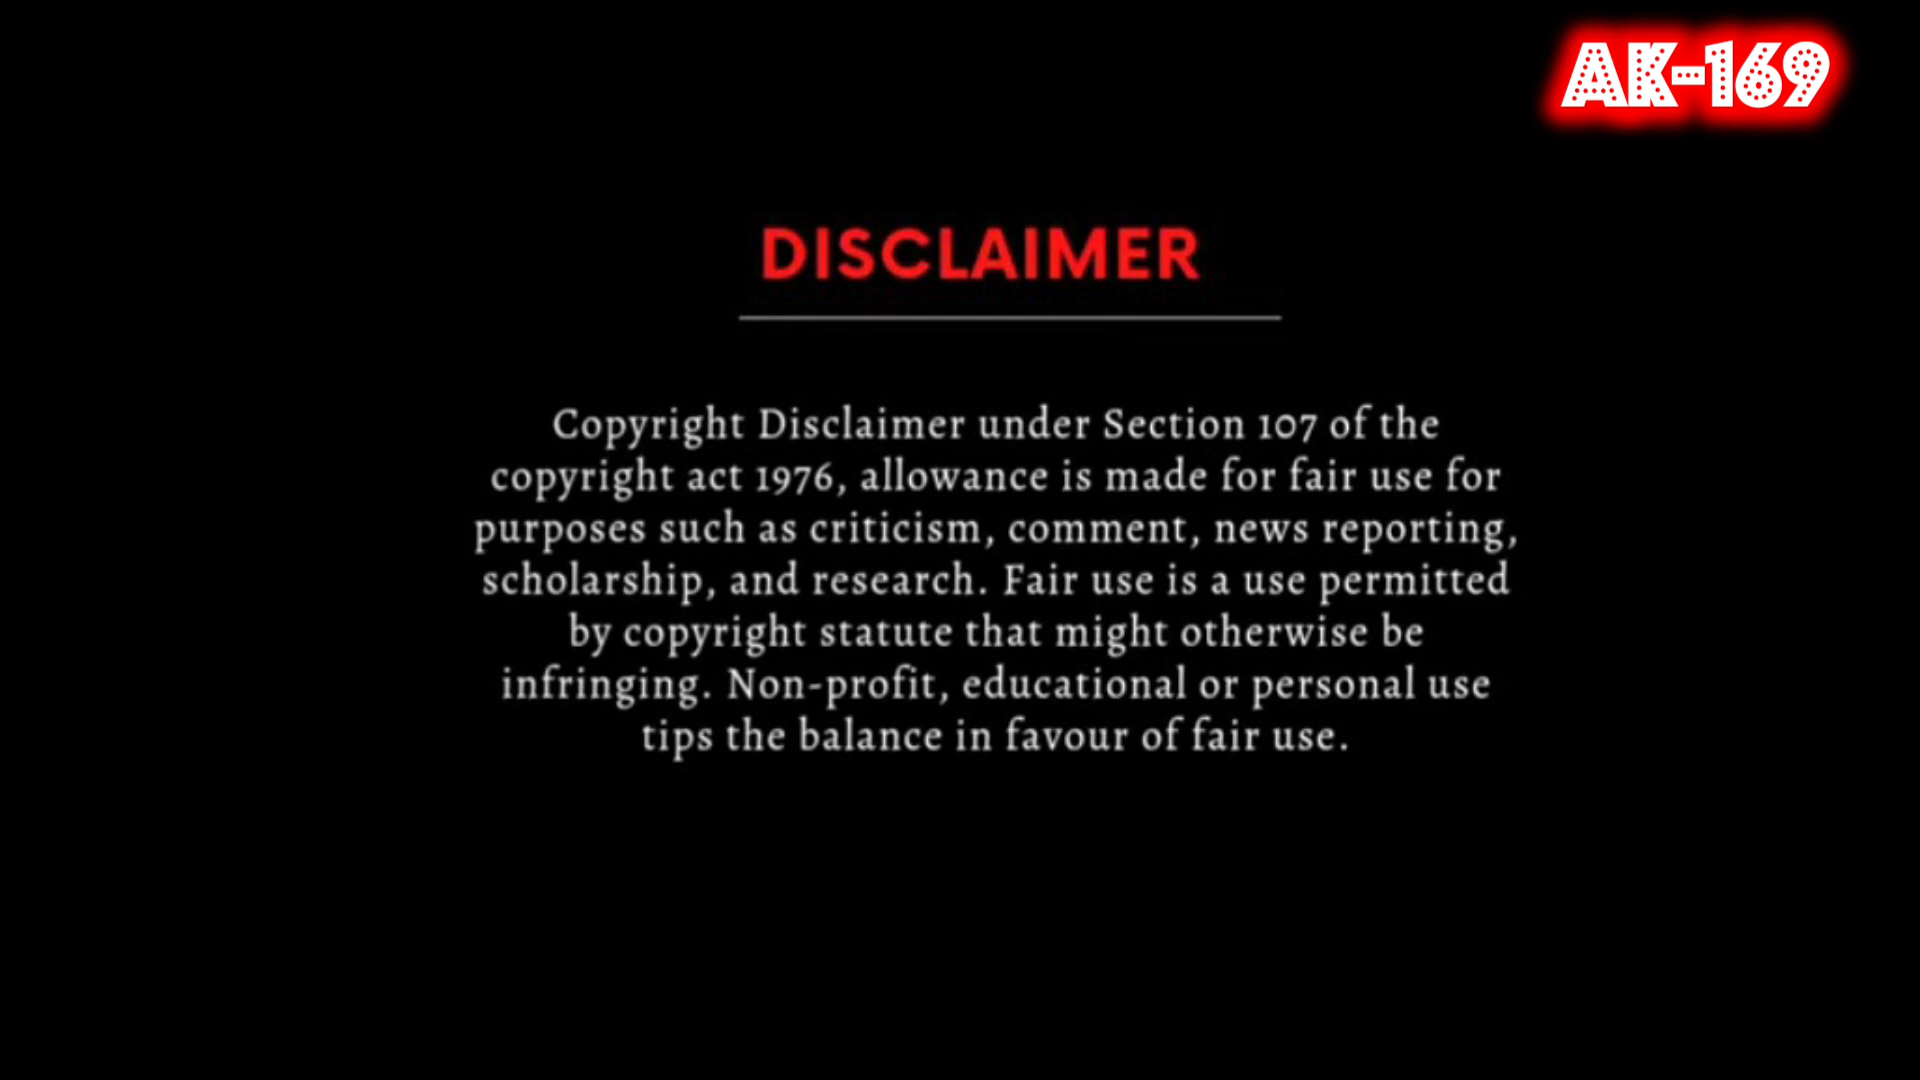 AK-169
DISCLAIMER
Copyright Disclaimer under Section 107 of the
copyright act 1976, allowance is made for fair use for
purposes such as criticism, comment, news reporting,
scholarship, and research. Fair use is a use permitted
by copyright statute that might otherwise be
infringing. Non-profit, educational or personal use
tips the balance in favour of fair use.